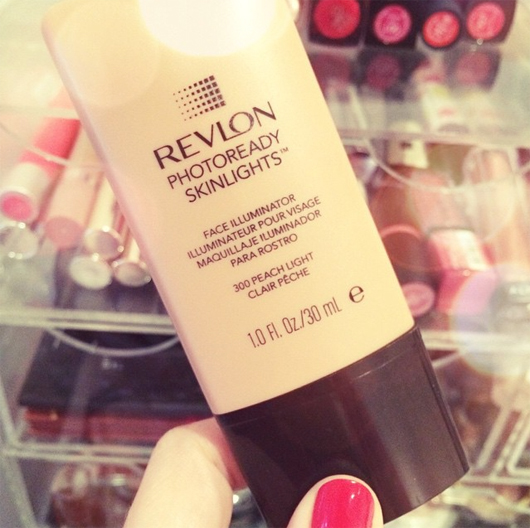 REVLON
PHOTOREADY
SKINLIGHTS™
FACE ILLUMINATOR
ILLUMINATEUR POUR VISAGE
MAQUILLAJE ILUMINADOR
PARA ROSTRO
300 PEACH LIGHT
CLAIR PÊCHE
1.0 Fl. Oz/30 mL ℮